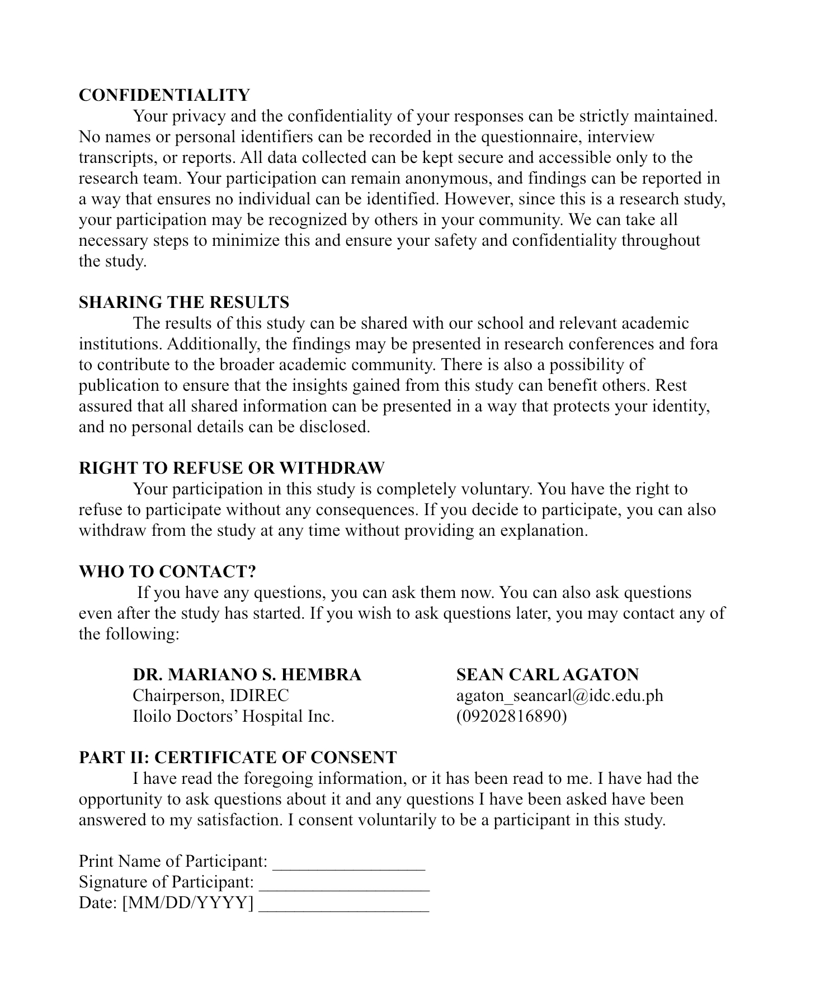 CONFIDENTIALITY
Your privacy and the confidentiality of your responses can be strictly maintained.
No names or personal identifiers can be recorded in the questionnaire, interview
transcripts, or reports. All data collected can be kept secure and accessible only to the
research team. Your participation can remain anonymous, and findings can be reported in
a way that ensures no individual can be identified. However, since this is a research study,
your participation may be recognized by others in your community. We can take all
necessary steps to minimize this and ensure your safety and confidentiality throughout
the study.
SHARING THE RESULTS
The results of this study can be shared with our school and relevant academic
institutions. Additionally, the findings may be presented in research conferences and fora
to contribute to the broader academic community. There is also a possibility of
publication to ensure that the insights gained from this study can benefit others. Rest
assured that all shared information can be presented in a way that protects your identity,
and no personal details can be disclosed.
RIGHT TO REFUSE OR WITHDRAW
Your participation in this study is completely voluntary. You have the right to
refuse to participate without any consequences. If you decide to participate, you can also
withdraw from the study at any time without providing an explanation.
WHO TO CONTACT?
If you have any questions, you can ask them now. You can also ask questions
even after the study has started. If you wish to ask questions later, you may contact any of
the following:
DR. MARIANO S. HEMBRA
Chairperson, IDIREC
Iloilo Doctors’ Hospital Inc.
SEAN CARL AGATON
agaton_seancarl@idc.edu.ph
(09202816890)
PART II: CERTIFICATE OF CONSENT
I have read the foregoing information, or it has been read to me. I have had the
opportunity to ask questions about it and any questions I have been asked have been
answered to my satisfaction. I consent voluntarily to be a participant in this study.
Print Name of Participant: _________________
Signature of Participant: ___________________
Date: [MM/DD/YYYY] ___________________